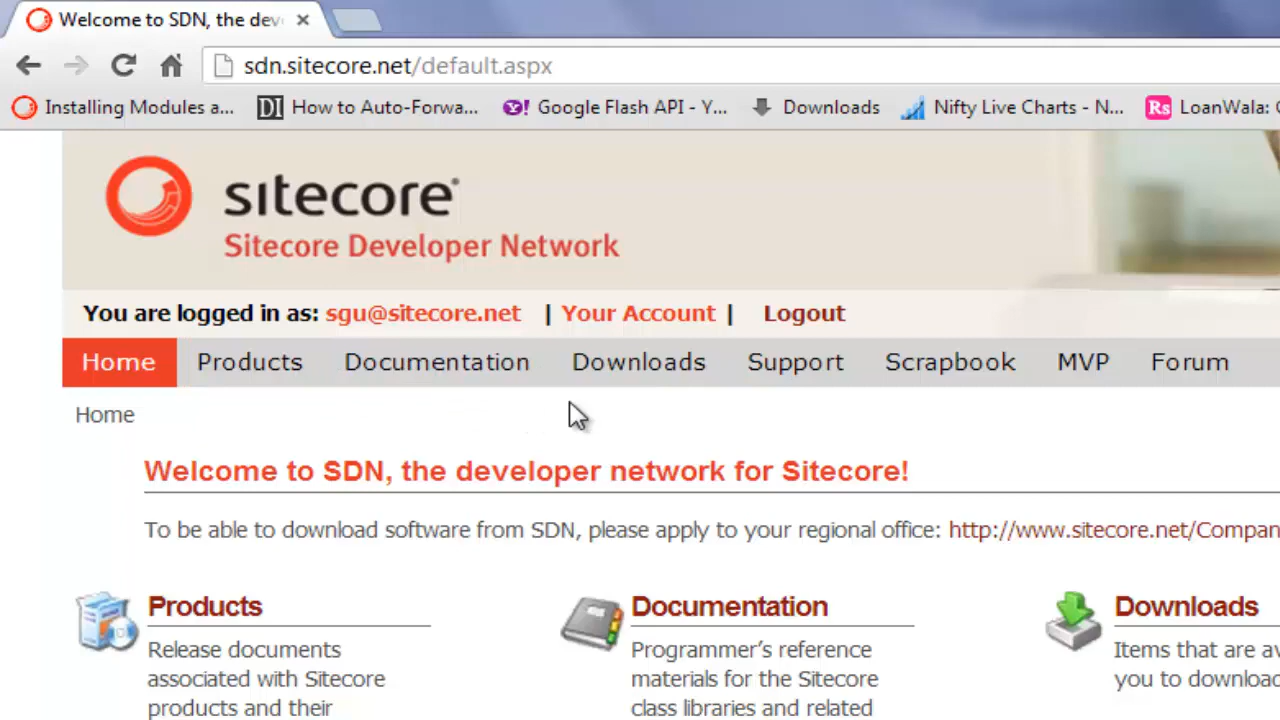 Welcome to SDN, the dev
sdn.sitecore.net/default.aspx
Installing Modules a... DI How to Auto-Forwa... Y! Google Flash API - Y... Downloads Nifty Live Charts - N... Rs LoanWala:
sitecore®
Sitecore Developer Network
You are logged in as: sgu@sitecore.net | Your Account | Logout
Home Products Documentation Downloads Support Scrapbook MVP Forum
Home
Welcome to SDN, the developer network for Sitecore!
To be able to download software from SDN, please apply to your regional office: http://www.sitecore.net/Compan
Products Documentation Downloads
Release documents Programmer's reference Items that are av
associated with Sitecore materials for the Sitecore you to download
products and their class libraries and related